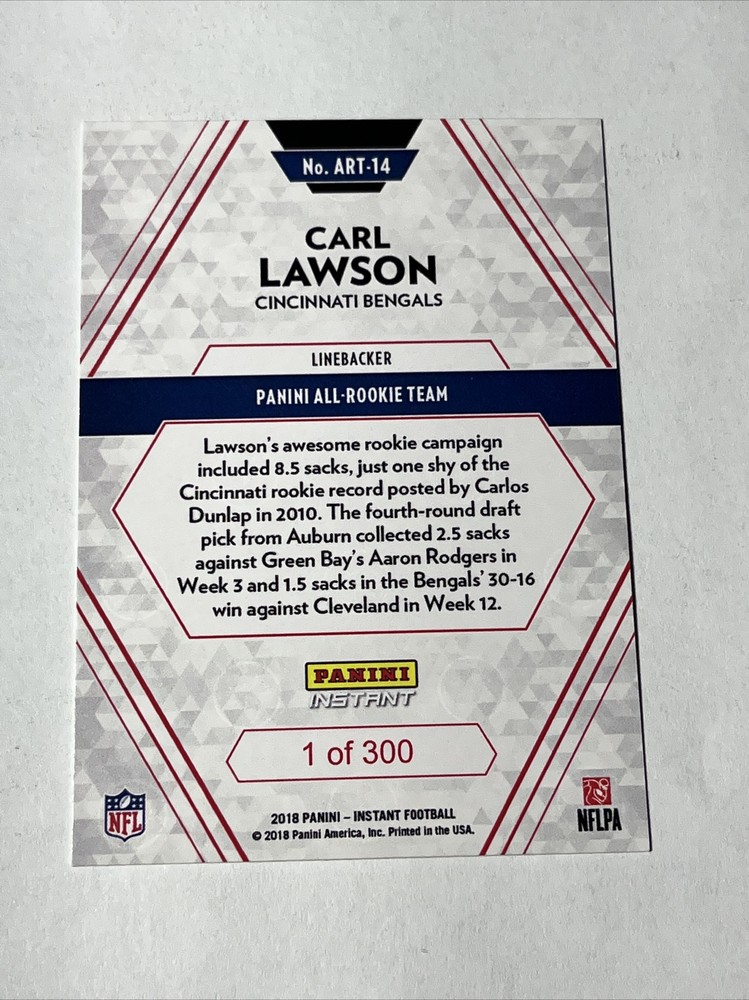 No. ART-14
CARL
LAWSON
CINCINNATI BENGALS
LINEBACKER
PANINI ALL-ROOKIE TEAM
Lawson's awesome rookie campaign
included 8.5 sacks, just one shy of the
Cincinnati rookie record posted by Carlos
Dunlap in 2010. The fourth-round draft
pick from Auburn collected 2.5 sacks
against Green Bay's Aaron Rodgers in
Week 3 and 1.5 sacks in the Bengals' 30-16
win against Cleveland in Week 12.
PANINI
INSTANT
1 of 300
NFL
2018 PANINI – INSTANT FOOTBALL
© 2018 Panini America, Inc. Printed in the USA.
NFLPA